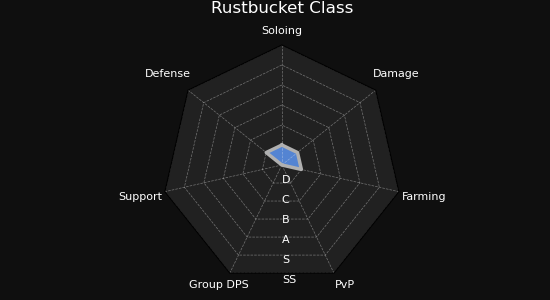 Rustbucket Class
Soloing
Defense
Damage
Support
Farming
D
C
B
A
S
SS
Group DPS
PvP